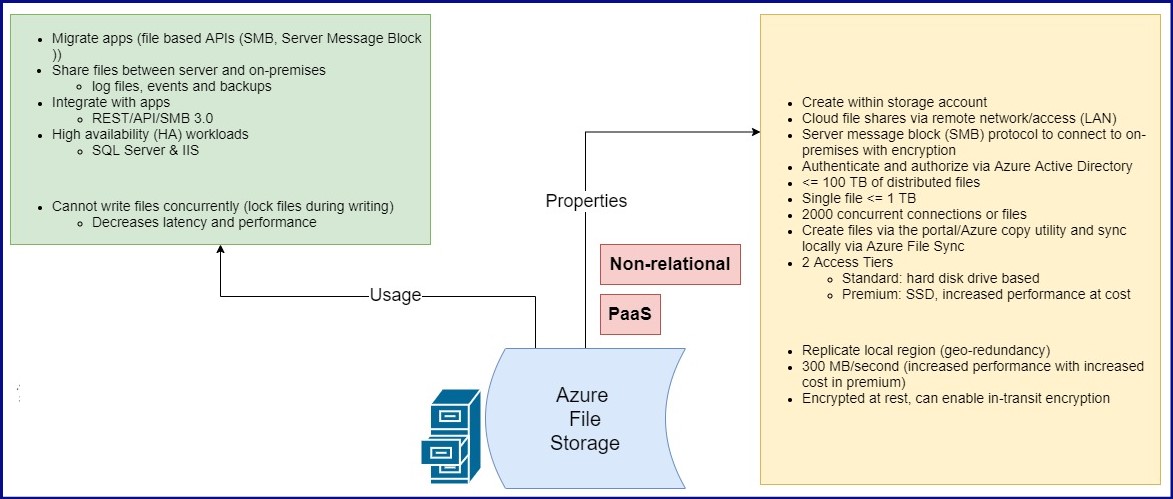 • Migrate apps (file based APIs (SMB, Server Message Block
))
• Share files between server and on-premises
◦ log files, events and backups
• Integrate with apps
◦ REST/API/SMB 3.0
• High availability (HA) workloads
◦ SQL Server & IIS
• Cannot write files concurrently (lock files during writing)
◦ Decreases latency and performance
• Create within storage account
• Cloud file shares via remote network/access (LAN)
• Server message block (SMB) protocol to connect to on-
premises with encryption
• Authenticate and authorize via Azure Active Directory
• <= 100 TB of distributed files
• Single file <= 1 TB
• 2000 concurrent connections or files
• Create files via the portal/Azure copy utility and sync
locally via Azure File Sync
• 2 Access Tiers
◦ Standard: hard disk drive based
◦ Premium: SSD, increased performance at cost
• Replicate local region (geo-redundancy)
• 300 MB/second (increased performance with increased
cost in premium)
• Encrypted at rest, can enable in-transit encryption
Properties
Non-relational
Usage
PaaS
Azure
File
Storage